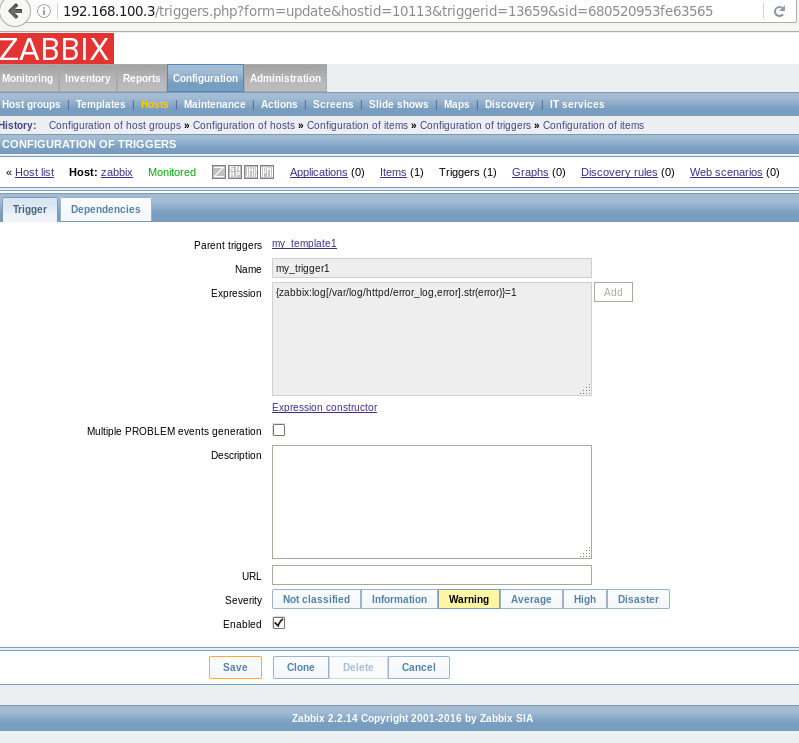 192.168.100.3/triggers.php?form=update&hostid=10113&triggerid=13659&sid=680520953fe63565
ZABBIX
Monitoring Inventory Reports Configuration Administration
Host groups | Templates | Hosts | Maintenance | Actions | Screens | Slide shows | Maps | Discovery | IT services
History: Configuration of host groups » Configuration of hosts » Configuration of items » Configuration of triggers » Configuration of items
CONFIGURATION OF TRIGGERS
« Host list Host: zabbix Monitored Applications (0) Items (1) Triggers (1) Graphs (0) Discovery rules (0) Web scenarios (0)
Trigger Dependencies
Parent triggers my_template1
Name my_trigger1
Expression {zabbix:log[/var/log/httpd/error_log,error].str(error)}=1 Add
Expression constructor
Multiple PROBLEM events generation
Description
URL
Severity Not classified Information Warning Average High Disaster
Enabled
Save Clone Delete Cancel
Zabbix 2.2.14 Copyright 2001-2016 by Zabbix SIA